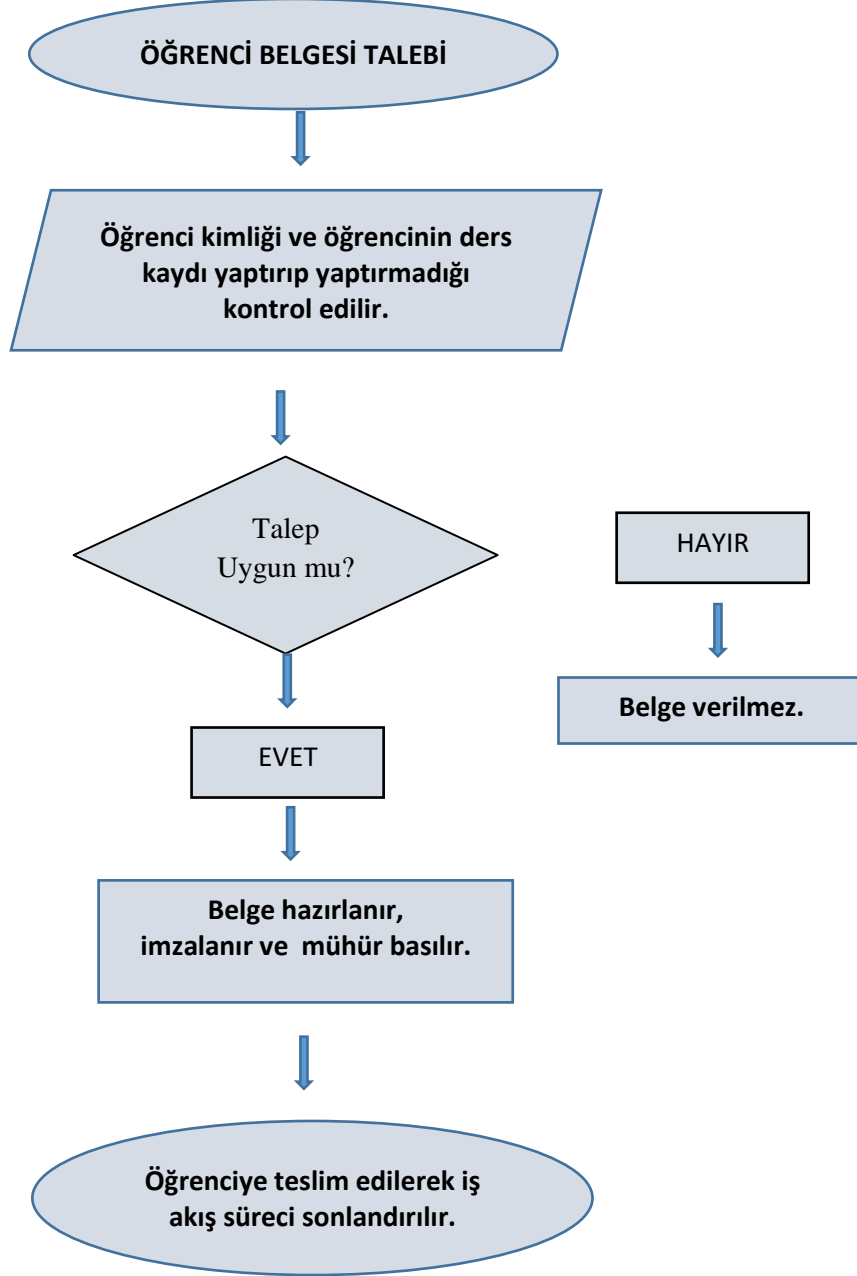 ÖĞRENCİ BELGESİ TALEBİ
Öğrenci kimliği ve öğrencinin ders
kaydı yaptırıp yaptırmadığı
kontrol edilir.
Talep
Uygun mu?
HAYIR
Belge verilmez.
EVET
Belge hazırlanır,
imzalanır ve  mühür basılır.
Öğrenciye teslim edilerek iş
akış süreci sonlandırılır.